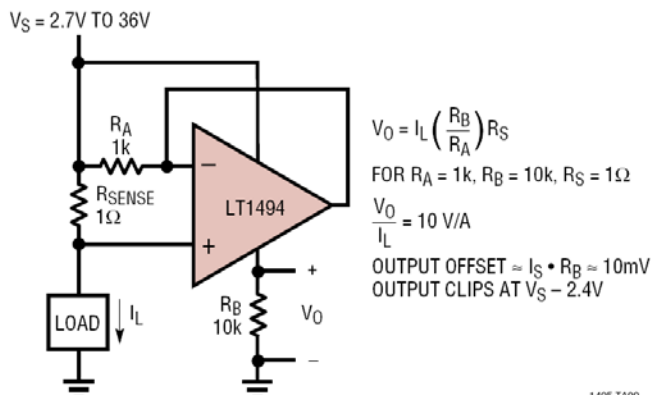 VS = 2.7V TO 36V
RA
1k
RSENSE
1Ω
−
+
LT1494
LOAD
IL
RB
10k
+
VO
−
VO = IL (RB/RA) RS
FOR RA = 1k, RB = 10k, RS = 1Ω
VO/IL = 10 V/A
OUTPUT OFFSET ≈ IS • RB ≈ 10mV
OUTPUT CLIPS AT VS – 2.4V